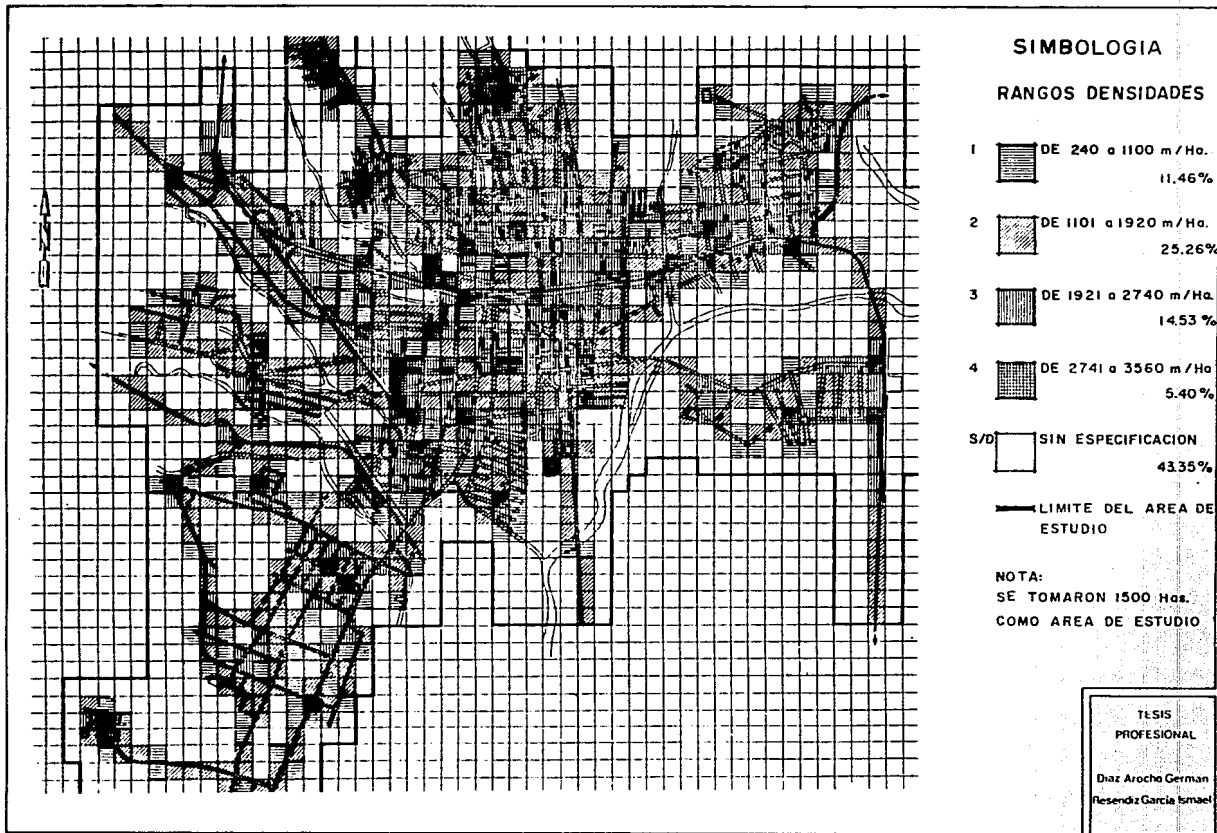 SIMBOLOGIA
RANGOS DENSIDADES
1 DE 240 a 1100 m/Ha.
11.46%
2 DE 1101 a 1920 m/Ha.
25.26%
3 DE 1921 a 2740 m/Ha.
14.53 %
4 DE 2741 a 3560 m/Ha
5.40 %
S/D SIN ESPECIFICACION
43.35%
LIMITE DEL AREA DE
ESTUDIO
NOTA:
SE TOMARON 1500 Has.
COMO AREA DE ESTUDIO
TESIS
PROFESIONAL
Diaz Arocho German
Resendiz Garcia Ismael